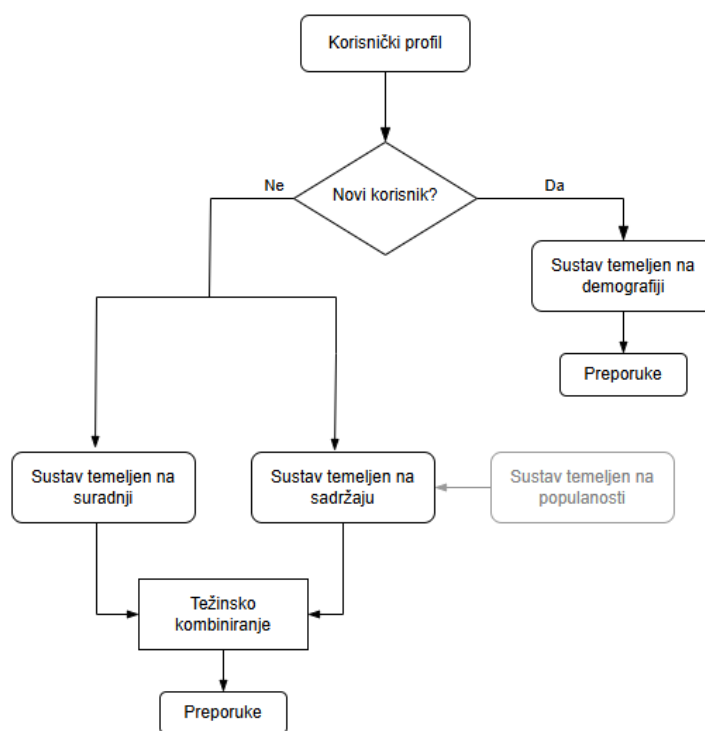 Korisnički profil
Ne
Novi korisnik?
Da
Sustav temeljen na
demografiji
Preporuke
Sustav temeljen na
suradnji
Sustav temeljen na
sadržaju
Sustav temeljen na
populanosti
Težinsko
kombiniranje
Preporuke